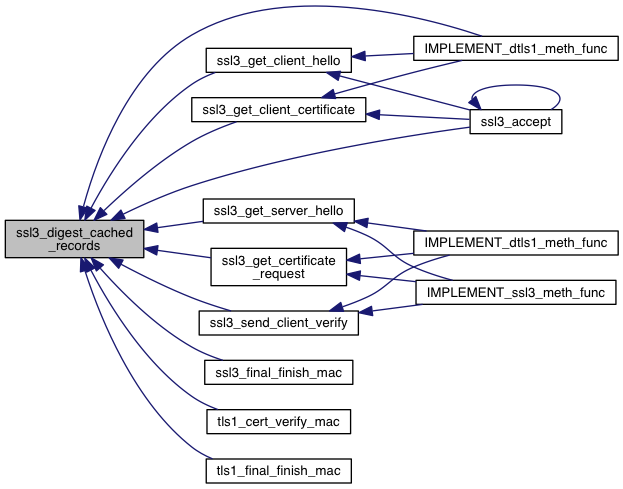 ssl3_digest_cached
_records
ssl3_get_client_hello
ssl3_get_client_certificate
IMPLEMENT_dtls1_meth_func
ssl3_accept
ssl3_get_server_hello
ssl3_get_certificate
_request
ssl3_send_client_verify
IMPLEMENT_dtls1_meth_func
IMPLEMENT_ssl3_meth_func
ssl3_final_finish_mac
tls1_cert_verify_mac
tls1_final_finish_mac